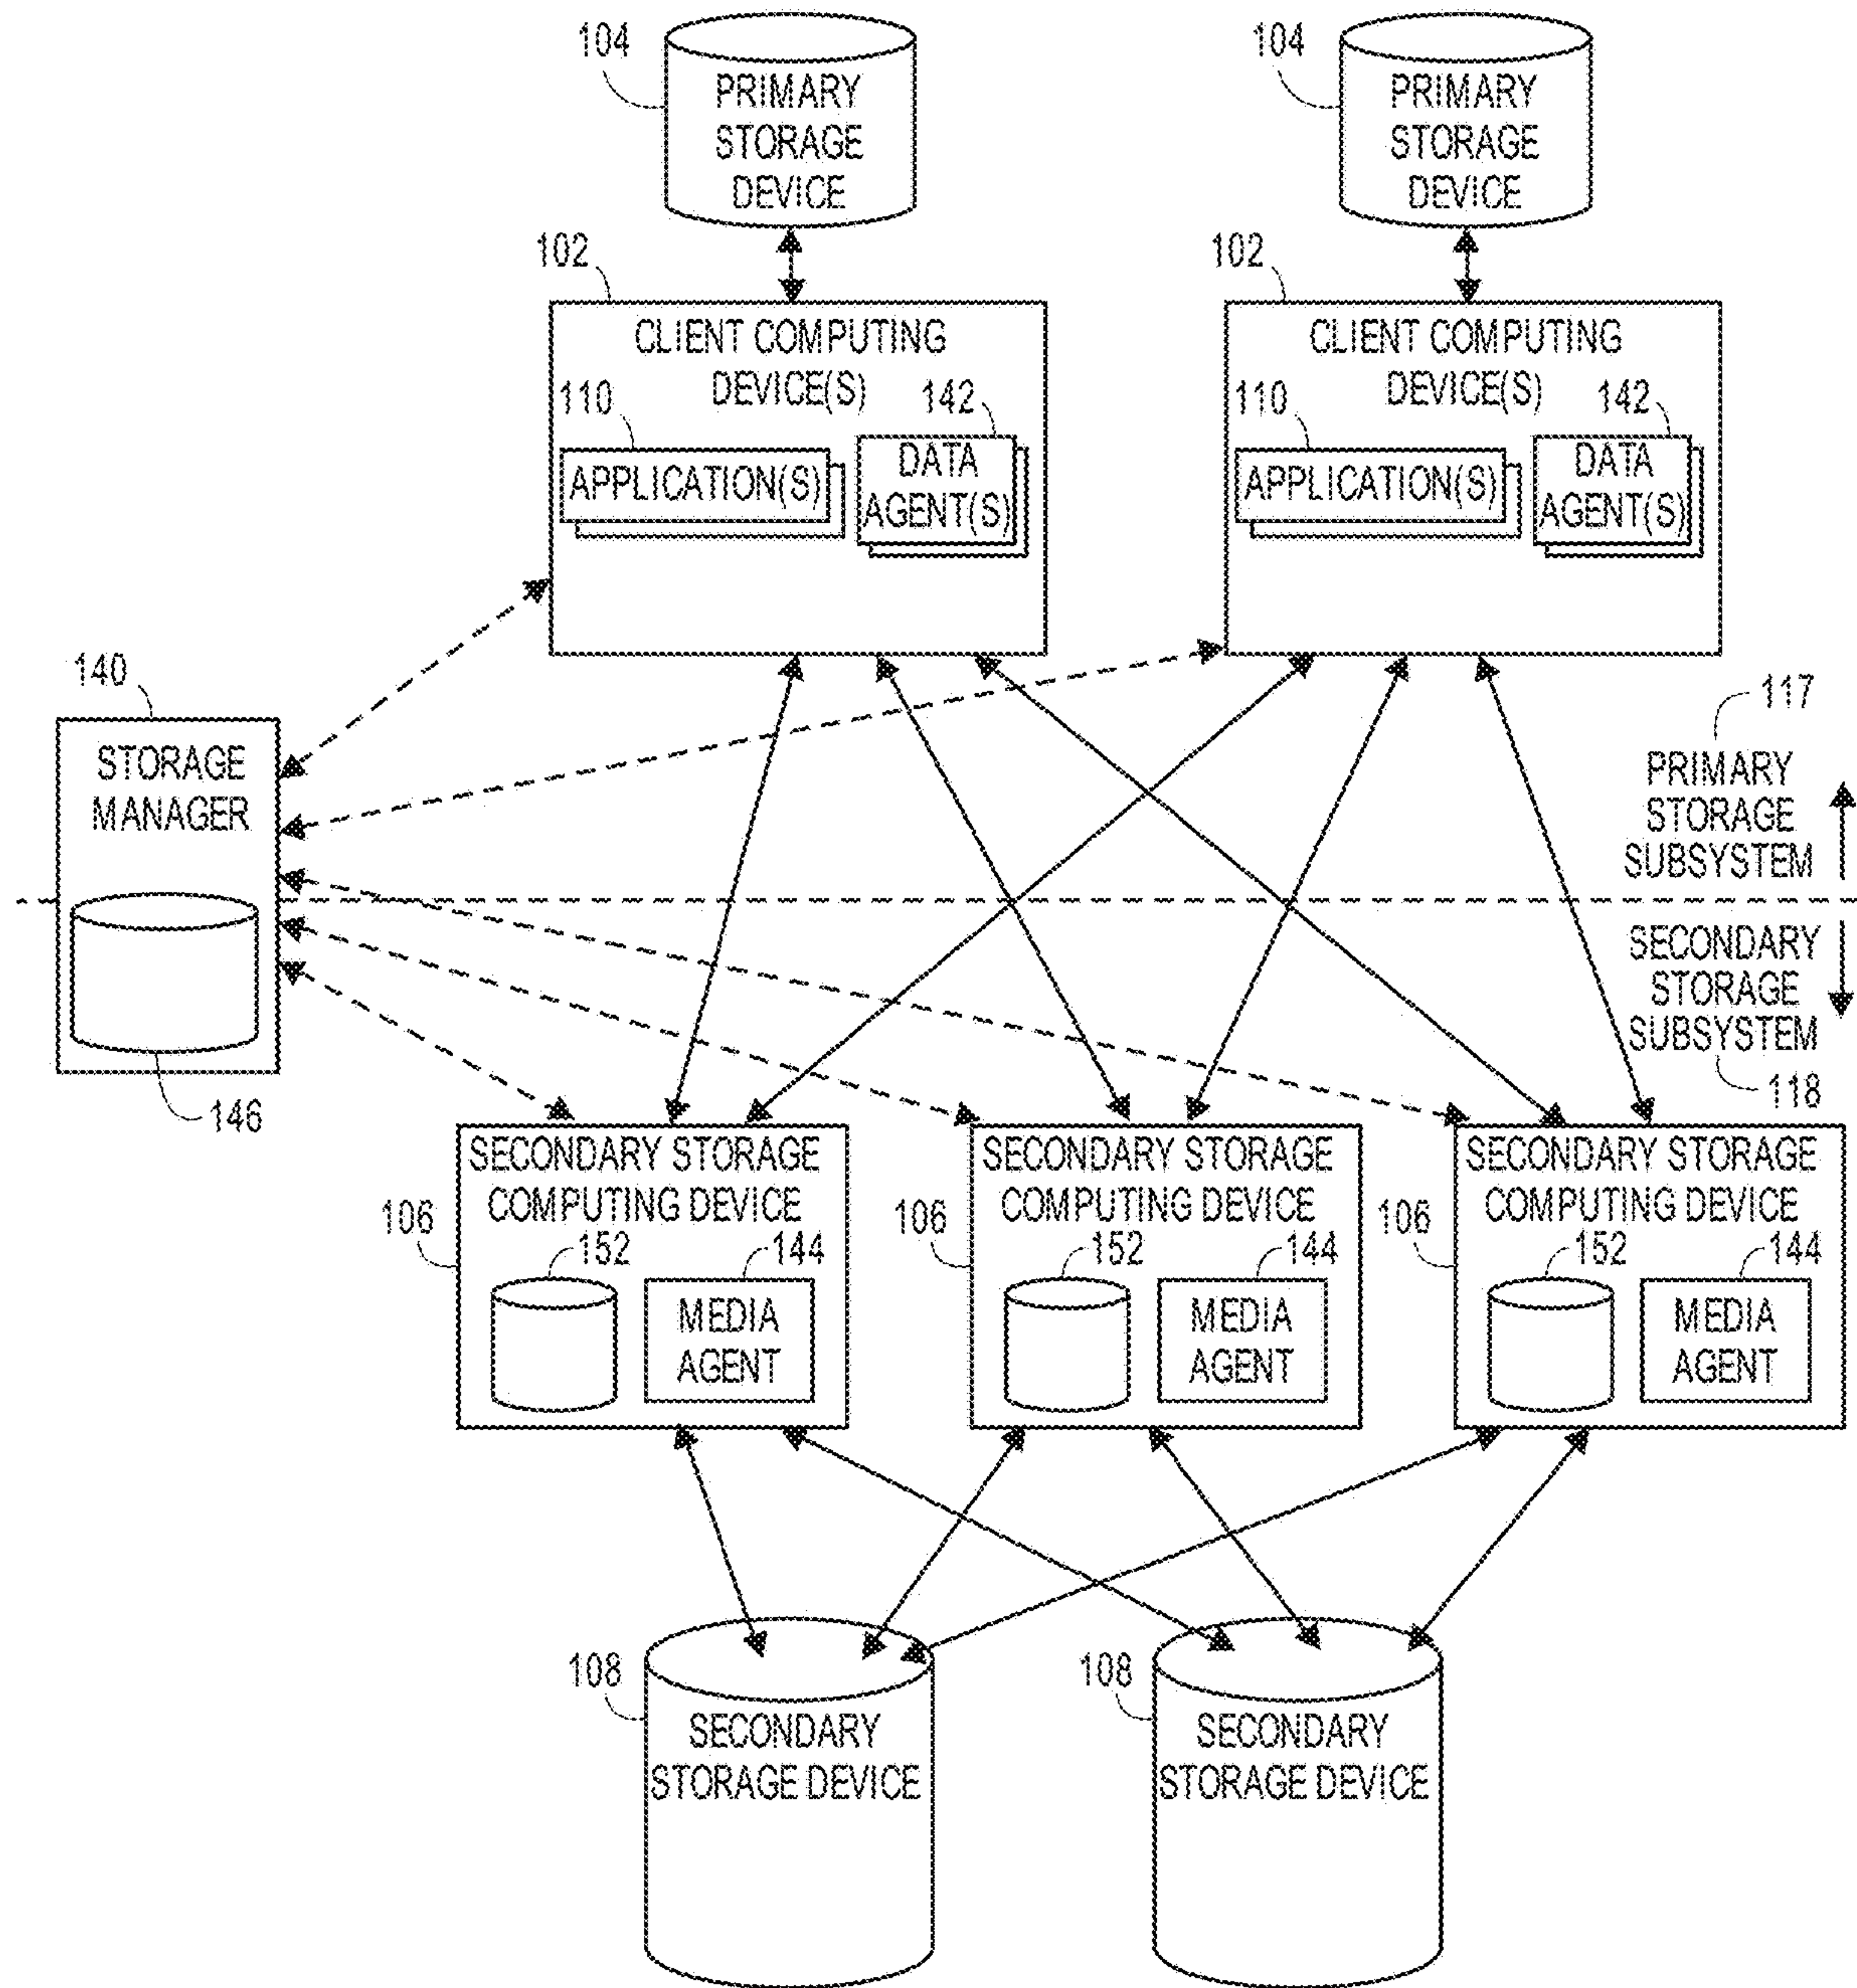 104
PRIMARY
STORAGE
DEVICE
104
PRIMARY
STORAGE
DEVICE
102
CLIENT COMPUTING
DEVICE(S)
110
142
APPLICATION(S)
DATA
AGENT(S)
102
CLIENT COMPUTING
DEVICE(S)
110
142
APPLICATION(S)
DATA
AGENT(S)
140
STORAGE
MANAGER
146
117
PRIMARY
STORAGE
SUBSYSTEM
SECONDARY
STORAGE
SUBSYSTEM
118
106
SECONDARY STORAGE
COMPUTING DEVICE
152
144
MEDIA
AGENT
106
SECONDARY STORAGE
COMPUTING DEVICE
152
144
MEDIA
AGENT
106
SECONDARY STORAGE
COMPUTING DEVICE
152
144
MEDIA
AGENT
108
SECONDARY
STORAGE DEVICE
108
SECONDARY
STORAGE DEVICE